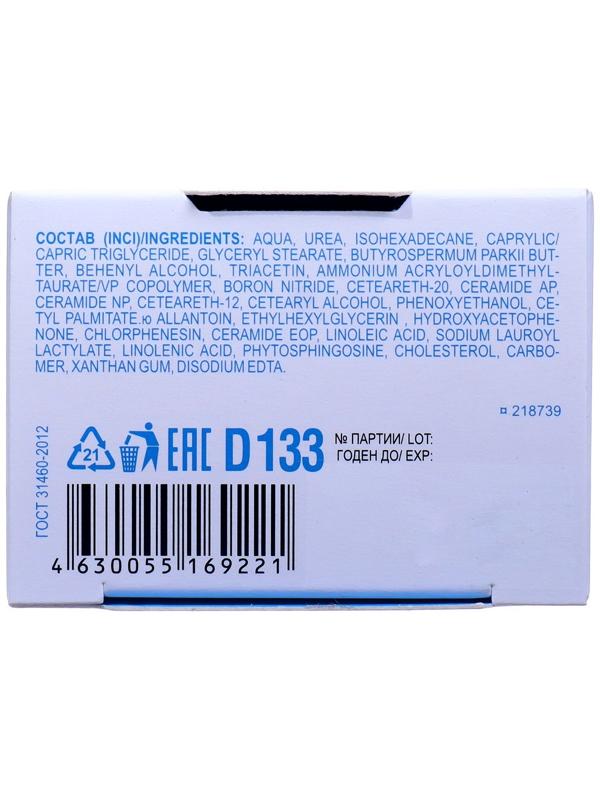 СОСТАВ (INCI)/INGREDIENTS: AQUA, UREA, ISOHEXADECANE, CAPRYLIC/
CAPRIC TRIGLYCERIDE, GLYCERYL STEARATE, BUTYROSPERMUM PARKII BUT-
TER, BEHENYL ALCOHOL, TRIACETIN, AMMONIUM ACRYLOYLDIMETHYL-
TAURATE/VP COPOLYMER, BORON NITRIDE, CETEARETH-20, CERAMIDE AP,
CERAMIDE NP, CETEARETH-12, CETEARYL ALCOHOL, PHENOXYETHANOL, CE-
TYL PALMITATE.ю ALLANTOIN, ETHYLHEXYLGLYCERIN , HYDROXYACETOPHE-
NONE, CHLORPHENESIN, CERAMIDE EOP, LINOLEIC ACID, SODIUM LAUROYL
LACTYLATE, LINOLENIC ACID, PHYTOSPHINGOSINE, CHOLESTEROL, CARBO-
MER, XANTHAN GUM, DISODIUM EDTA.
¤ 218739
ГОСТ 31460-2012
21
EAC D 133
№ ПАРТИИ/ LOT:
ГОДЕН ДО/ EXP:
4 630055 169221